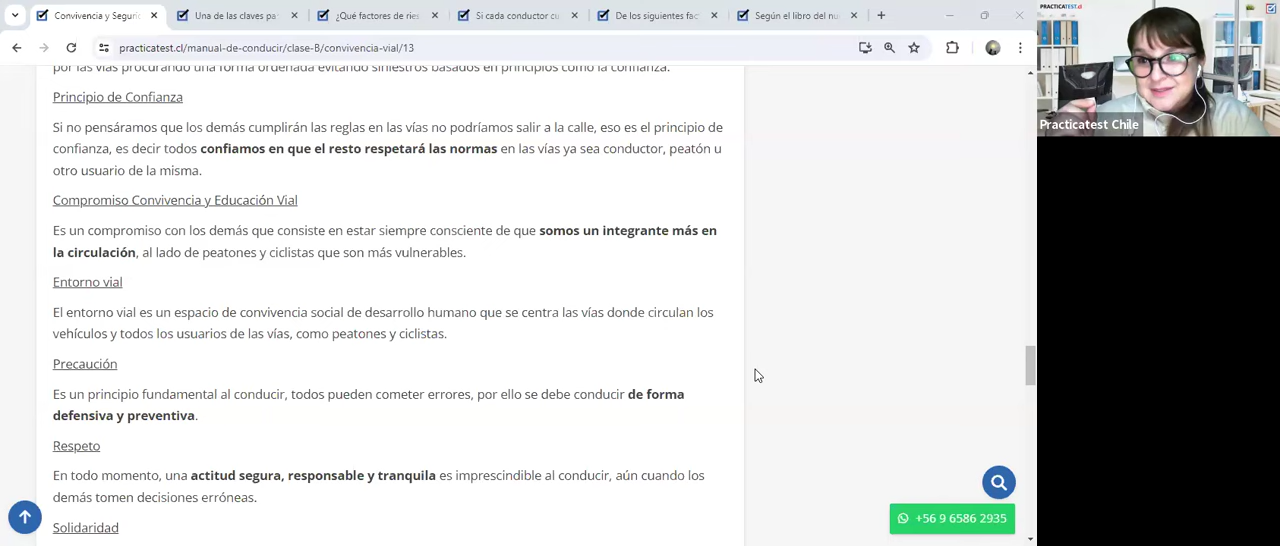 Convivencia y Seguri
Una de las claves pa
¿Qué factores de ries
Si cada conductor cu
De los siguientes fac
Según el libro del nu
practicatest.cl/manual-de-conducir/clase-B/convivencia-vial/13
PRACTICATEST.cl
Practicatest Chile
por las vías procurando una forma ordenada
principios como la confianza.
Principio de Confianza
Si no pensáramos que los demás cumplirán las reglas en las vías no podríamos salir a la calle, eso es el principio de
confianza, es decir todos confiamos en que el resto respetará las normas en las vías ya sea conductor, peatón u
otro usuario de la misma.
Compromiso Convivencia y Educación Vial
Es un compromiso con los demás que consiste en estar siempre consciente de que somos un integrante más en
la circulación, al lado de peatones y ciclistas que son más vulnerables.
Entorno vial
El entorno vial es un espacio de convivencia social de desarrollo humano que se centra las vías donde circulan los
vehículos y todos los usuarios de las vías, como peatones y ciclistas.
Precaución
Es un principio fundamental al conducir, todos pueden cometer errores, por ello se debe conducir de forma
defensiva y preventiva.
Respeto
En todo momento, una actitud segura, responsable y tranquila es imprescindible al conducir, aún cuando los
demás tomen decisiones erróneas.
Solidaridad
+56 9 6586 2935